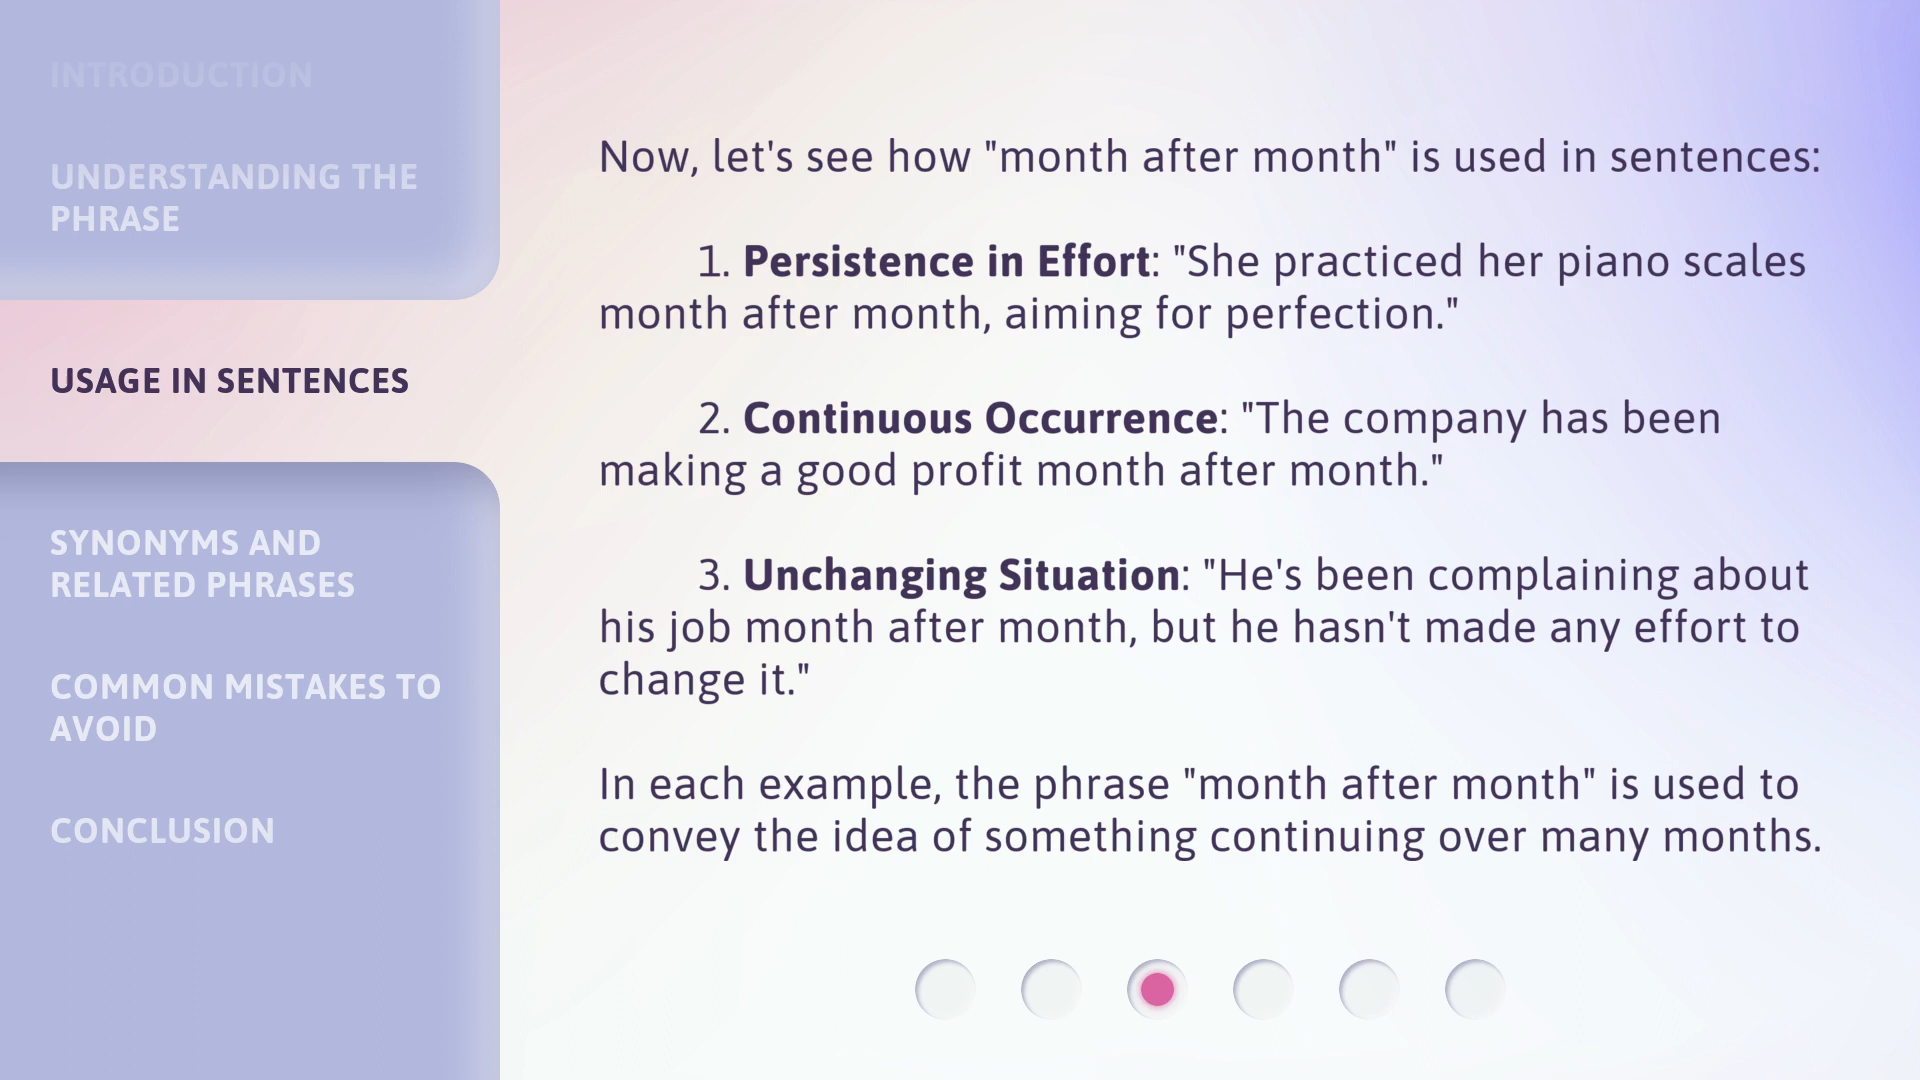 INTRODUCTION
UNDERSTANDING THE
PHRASE
USAGE IN SENTENCES
SYNONYMS AND
RELATED PHRASES
COMMON MISTAKES TO
AVOID
CONCLUSION
Now, let's see how "month after month" is used in sentences:
1. Persistence in Effort: "She practiced her piano scales
month after month, aiming for perfection."
2. Continuous Occurrence: "The company has been
making a good profit month after month."
3. Unchanging Situation: "He's been complaining about
his job month after month, but he hasn't made any effort to
change it."
In each example, the phrase "month after month" is used to
convey the idea of something continuing over many months.